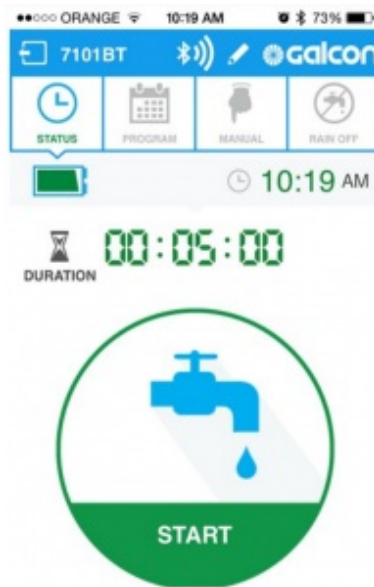 ORANGE 10:19 AM 73%
7101BT Galcon
STATUS PROGRAM MANUAL RAIN OFF
10:19 AM
DURATION 00:05:00
START